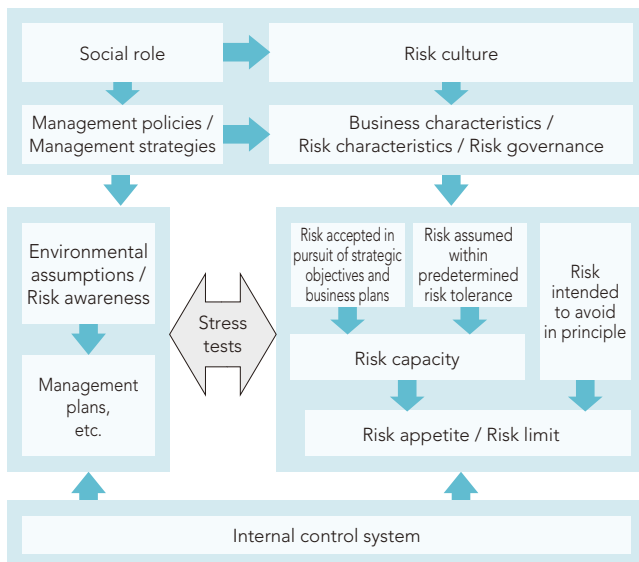 Social role
Risk culture
Management policies /
Management strategies
Business characteristics /
Risk characteristics / Risk governance
Environmental
assumptions /
Risk awareness
Management
plans,
etc.
Stress
tests
Risk accepted in
pursuit of strategic
objectives and
business plans
Risk assumed
within
predetermined
risk tolerance
Risk
intended
to avoid
in principle
Risk capacity
Risk appetite / Risk limit
Internal control system